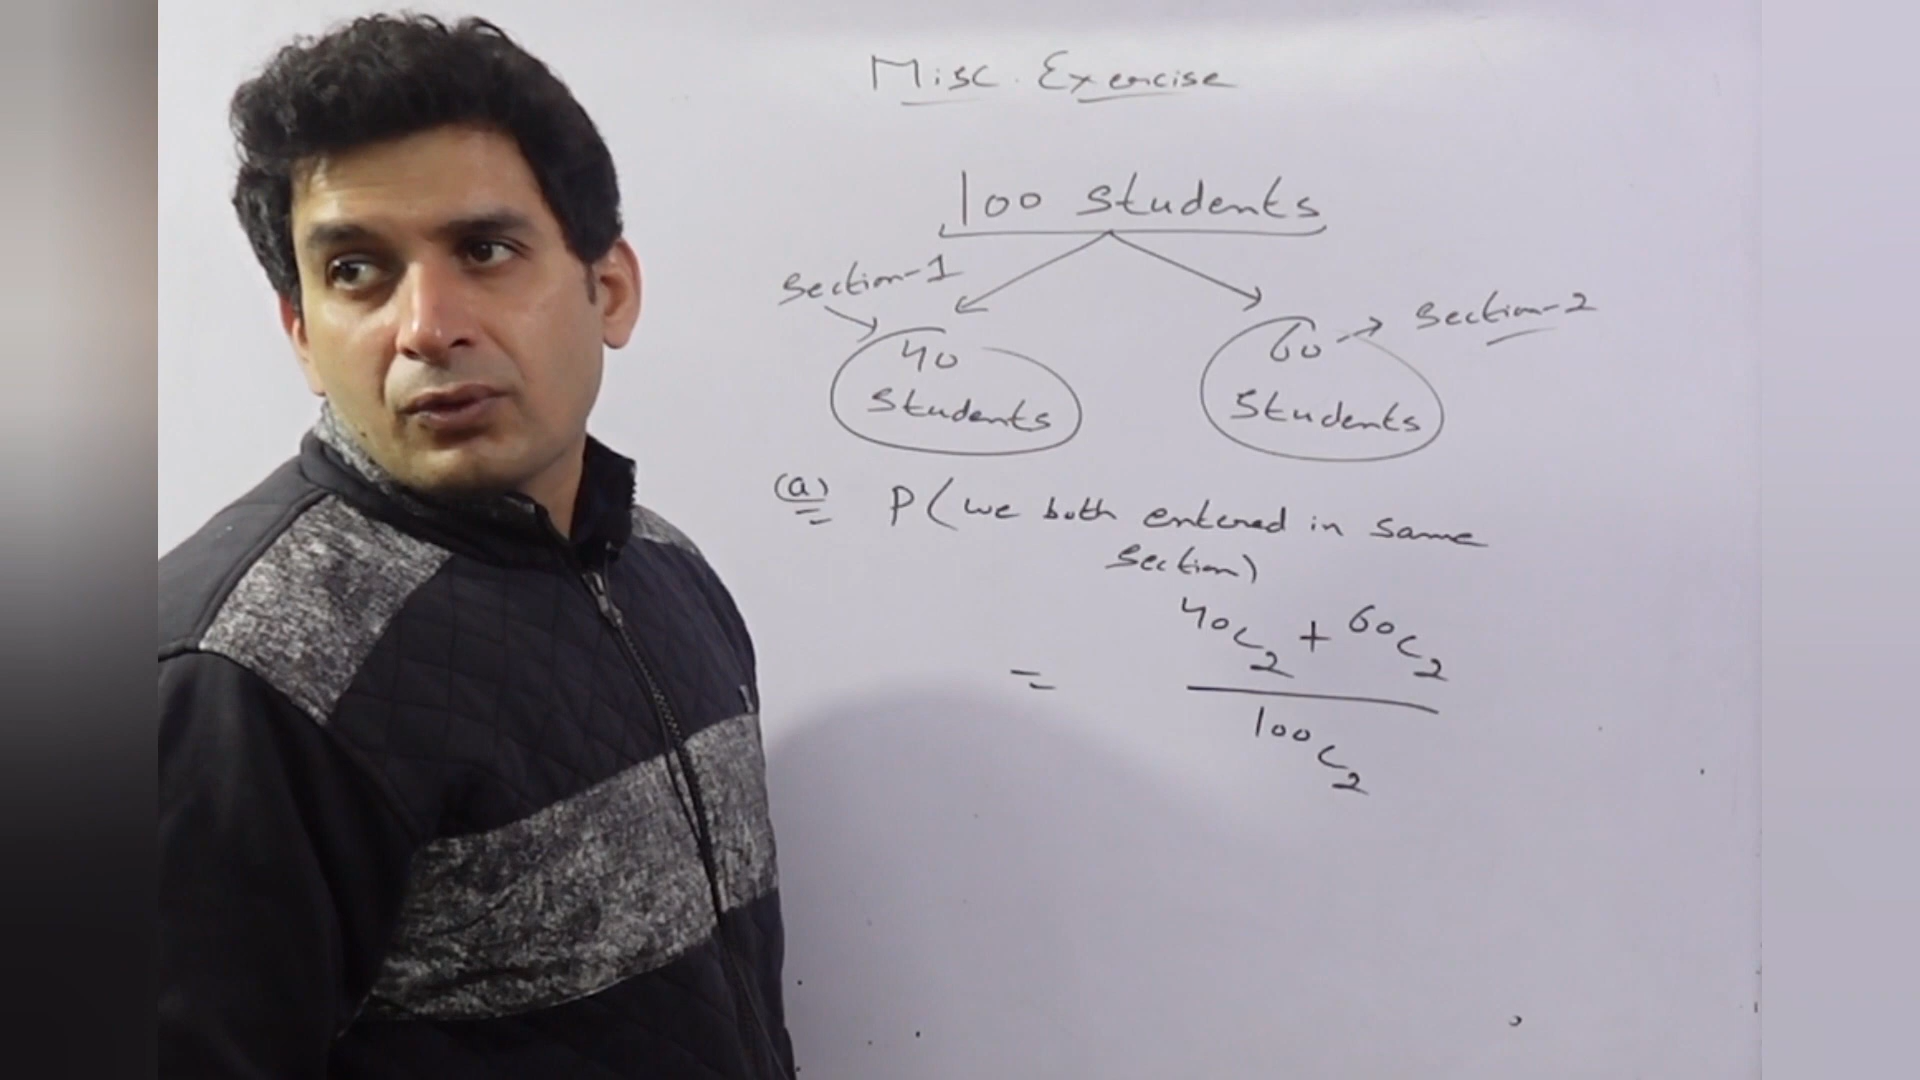 Misc. Exercise
100 students
Section-1
Section-2
40
students
60
students
(a) P(we both entered in same
section)
= 40C2 + 60C2
100C2